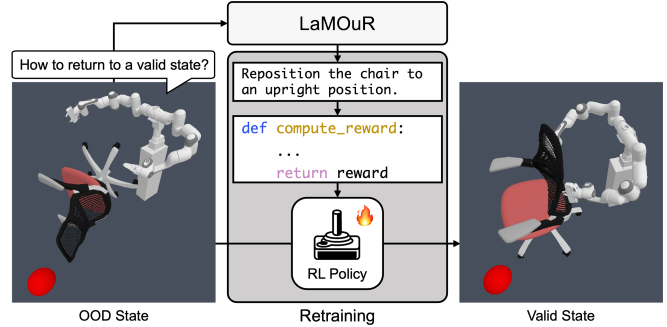 LaMOuR
How to return to a valid state?
Reposition the chair to
an upright position.
def compute_reward:
...
return reward
RL Policy
OOD State
Retraining
Valid State